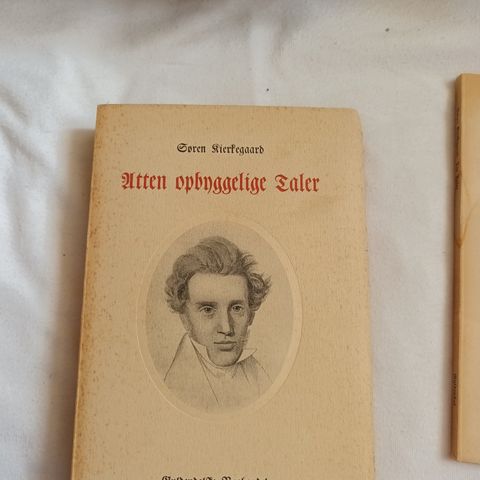 Søren Kierkegaard
Atten opbyggelige Taler